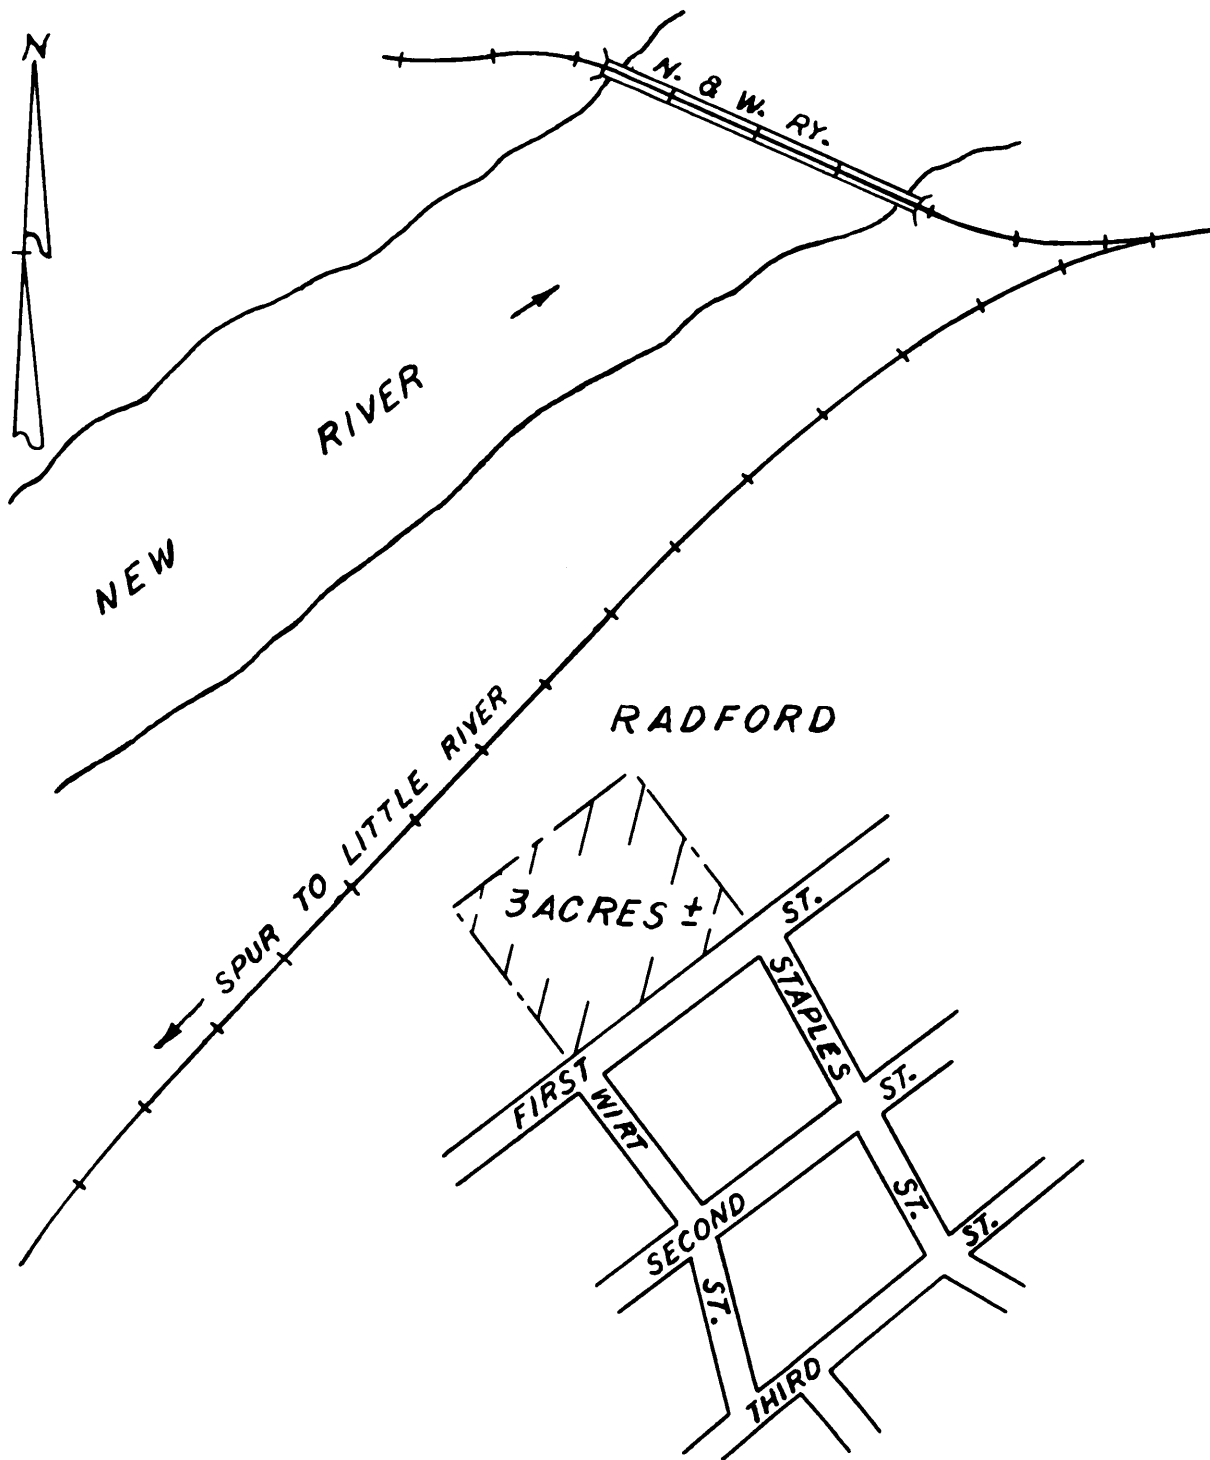 N
N. & W. RY.
NEW RIVER
SPUR TO LITTLE RIVER
RADFORD
3 ACRES ±
FIRST ST.
STAPLES ST.
WIRT ST.
SECOND ST.
THIRD ST.